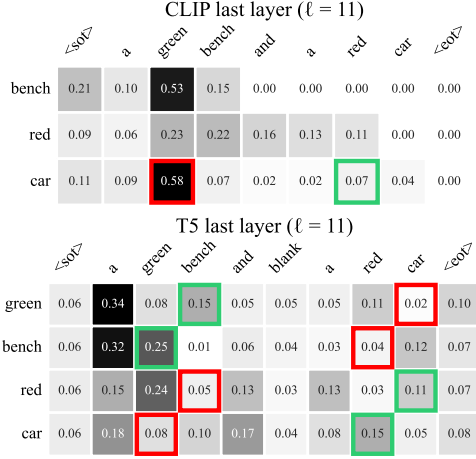 CLIP last layer (ℓ = 11)
<sot> a green bench and a red car <eot>
bench 0.21 0.10 0.53 0.15 0.00 0.00 0.00 0.00 0.00
red 0.09 0.06 0.23 0.22 0.16 0.13 0.11 0.00 0.00
car 0.11 0.09 0.58 0.07 0.02 0.02 0.07 0.04 0.00
T5 last layer (ℓ = 11)
<sot> a green bench and blank a red car <eot>
green 0.06 0.34 0.08 0.15 0.05 0.05 0.05 0.11 0.02 0.10
bench 0.06 0.32 0.25 0.01 0.06 0.04 0.03 0.04 0.12 0.07
red 0.06 0.15 0.24 0.05 0.13 0.03 0.13 0.03 0.11 0.07
car 0.06 0.18 0.08 0.10 0.17 0.04 0.08 0.15 0.05 0.08